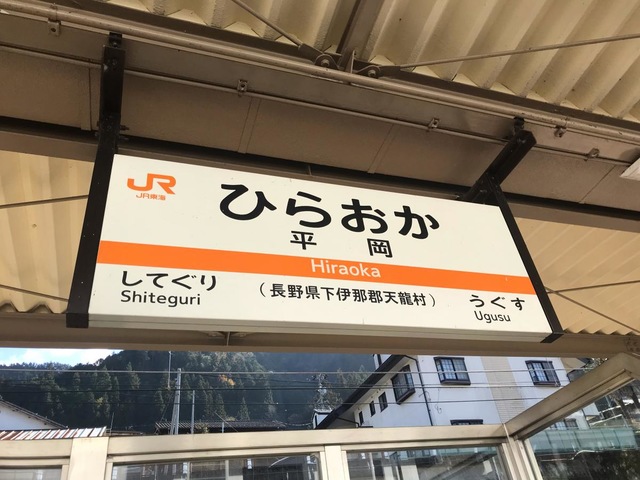 JR
JR東海
ひらおか
平岡
Hiraoka
してぐり
Shiteguri
（長野県下伊那郡天龍村）
うぐす
Ugusu